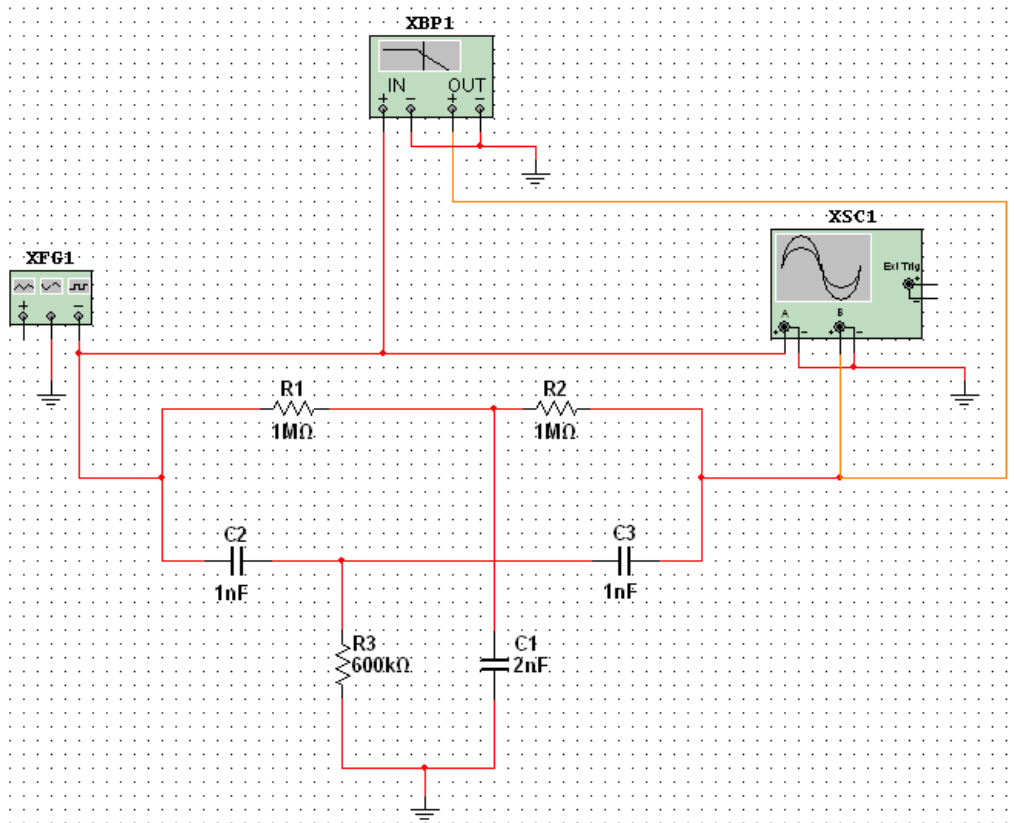 XBP1
IN OUT
+ − + −
XSC1
Ext Trig
+
−
A B
+ − + −
XFG1
+ −
R1
1MΩ
R2
1MΩ
C2
1nF
C3
1nF
R3
600kΩ
C1
2nF